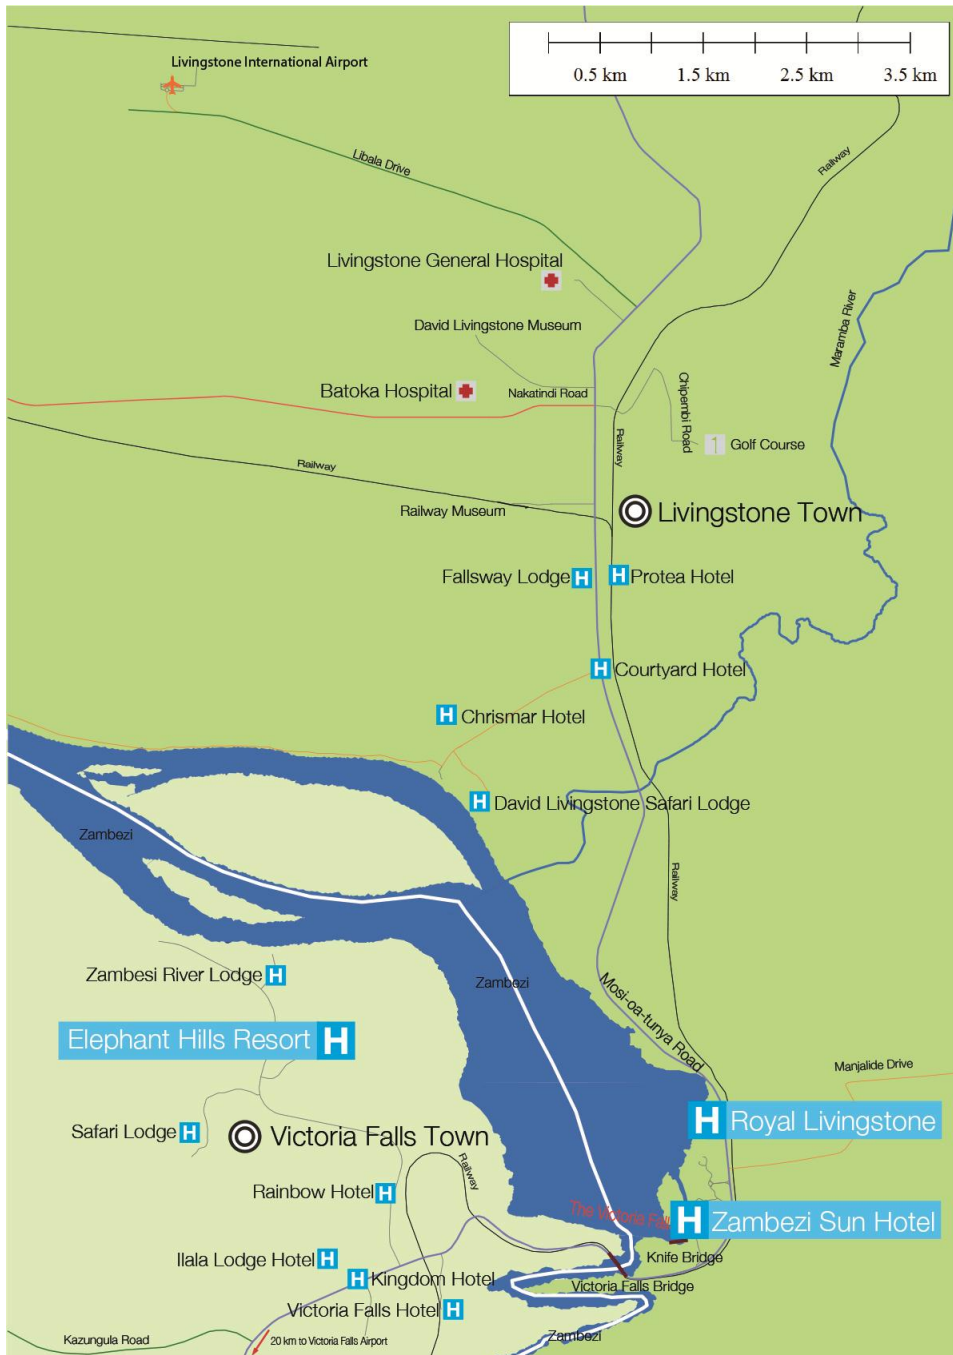 Livingstone International Airport
0.5 km 1.5 km 2.5 km 3.5 km
Libala Drive
Railway
Livingstone General Hospital
Maramba River
David Livingstone Museum
Batoka Hospital
Nakatindi Road
Chipembi Road
Railway
1 Golf Course
Railway
Railway Museum
Livingstone Town
Fallsway Lodge H
H Protea Hotel
H Courtyard Hotel
H Chrismar Hotel
H David Livingstone Safari Lodge
Zambezi
Railway
Zambesi River Lodge H
Zambezi
Mosi-oa-tunya Road
Elephant Hills Resort H
Manjalide Drive
H Royal Livingstone
Safari Lodge H
Victoria Falls Town
Railway
Rainbow Hotel H
The Victoria Fall
H Zambezi Sun Hotel
Ilala Lodge Hotel H
Knife Bridge
H Kingdom Hotel
Victoria Falls Bridge
Victoria Falls Hotel H
Kazungula Road
20 km to Victoria Falls Airport
Zambezi